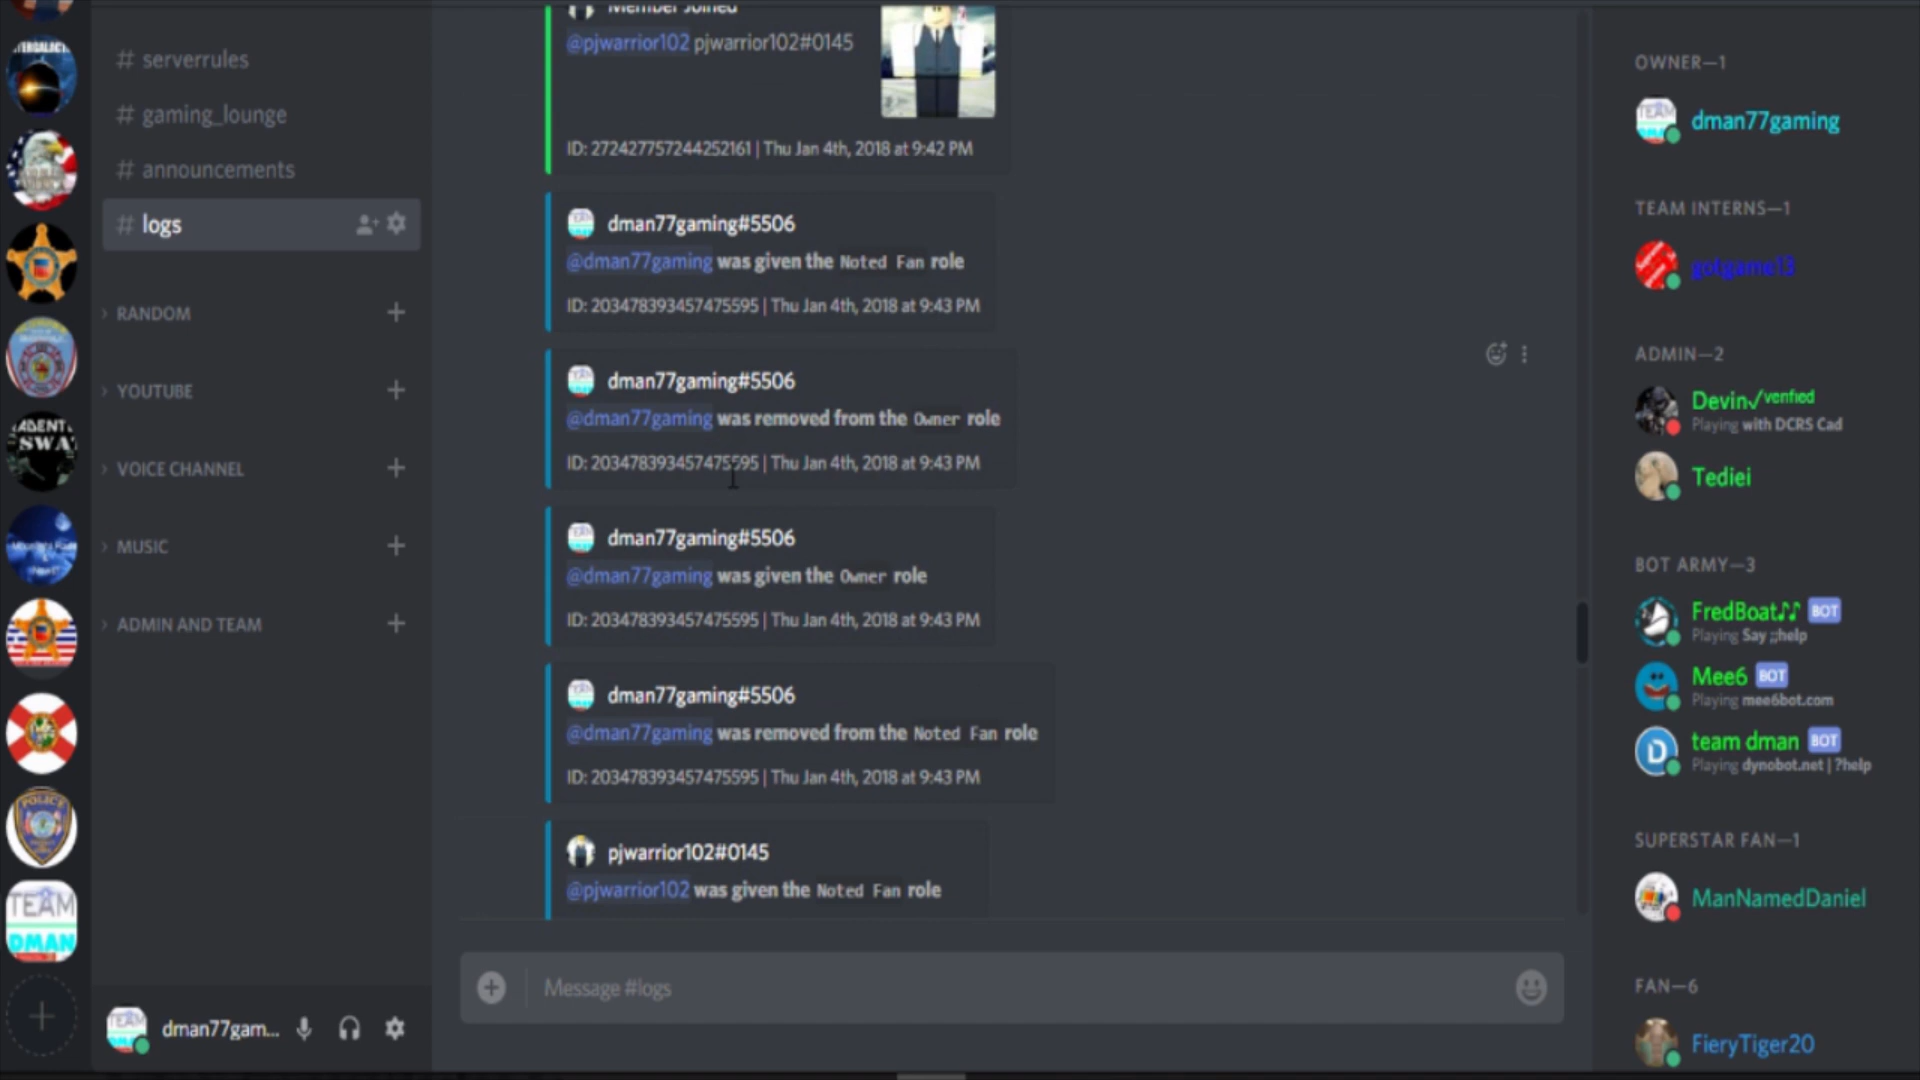 # serverrules
# gaming_lounge
# announcements
# logs
RANDOM
YOUTUBE
VOICE CHANNEL
MUSIC
ADMIN AND TEAM
dman77gam...
TEAM
DMAN
POLICE
Member Joined
@pjwarrior102 pjwarrior102#0145
ID: 272427757244252161 | Thu Jan 4th, 2018 at 9:42 PM
dman77gaming#5506
@dman77gaming was given the Noted Fan role
ID: 203478393457475595 | Thu Jan 4th, 2018 at 9:43 PM
dman77gaming#5506
@dman77gaming was removed from the Owner role
ID: 203478393457475595 | Thu Jan 4th, 2018 at 9:43 PM
dman77gaming#5506
@dman77gaming was given the Owner role
ID: 203478393457475595 | Thu Jan 4th, 2018 at 9:43 PM
dman77gaming#5506
@dman77gaming was removed from the Noted Fan role
ID: 203478393457475595 | Thu Jan 4th, 2018 at 9:43 PM
pjwarrior102#0145
@pjwarrior102 was given the Noted Fan role
Message #logs
OWNER—1
dman77gaming
TEAM INTERNS—1
gotgame13
ADMIN—2
Devin✓ᵛᵉʳᶦᶠᶦᵉᵈ
Playing with DCRS Cad
Tediei
BOT ARMY—3
FredBoat♪♪ BOT
Playing Say ;;help
Mee6 BOT
Playing mee6bot.com
team dman BOT
Playing dynobot.net | ?help
SUPERSTAR FAN—1
ManNamedDaniel
FAN—6
FieryTiger20